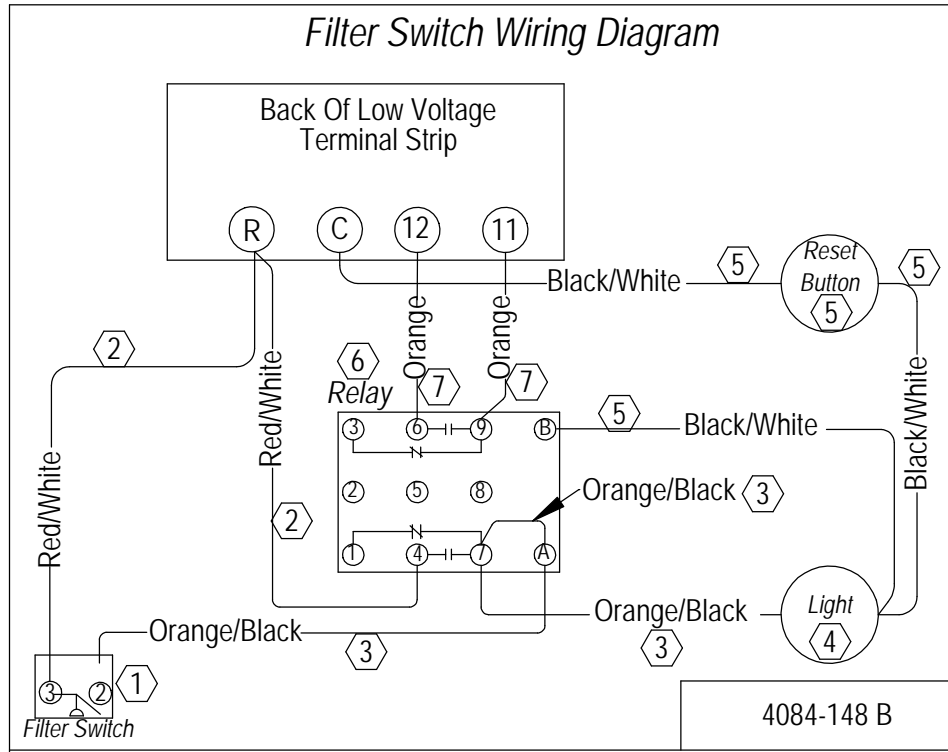 Filter Switch Wiring Diagram
Back Of Low Voltage
Terminal Strip
R
C
12
11
Black/White
5
Reset
Button
5
5
2
Red/White
Red/White
2
Orange
7
Orange
7
6
Relay
3
6
9
B
5
Black/White
Black/White
2
5
8
Orange/Black
3
1
4
7
A
Orange/Black
3
Light
4
Orange/Black
3
3
2
1
Filter Switch
4084-148 B